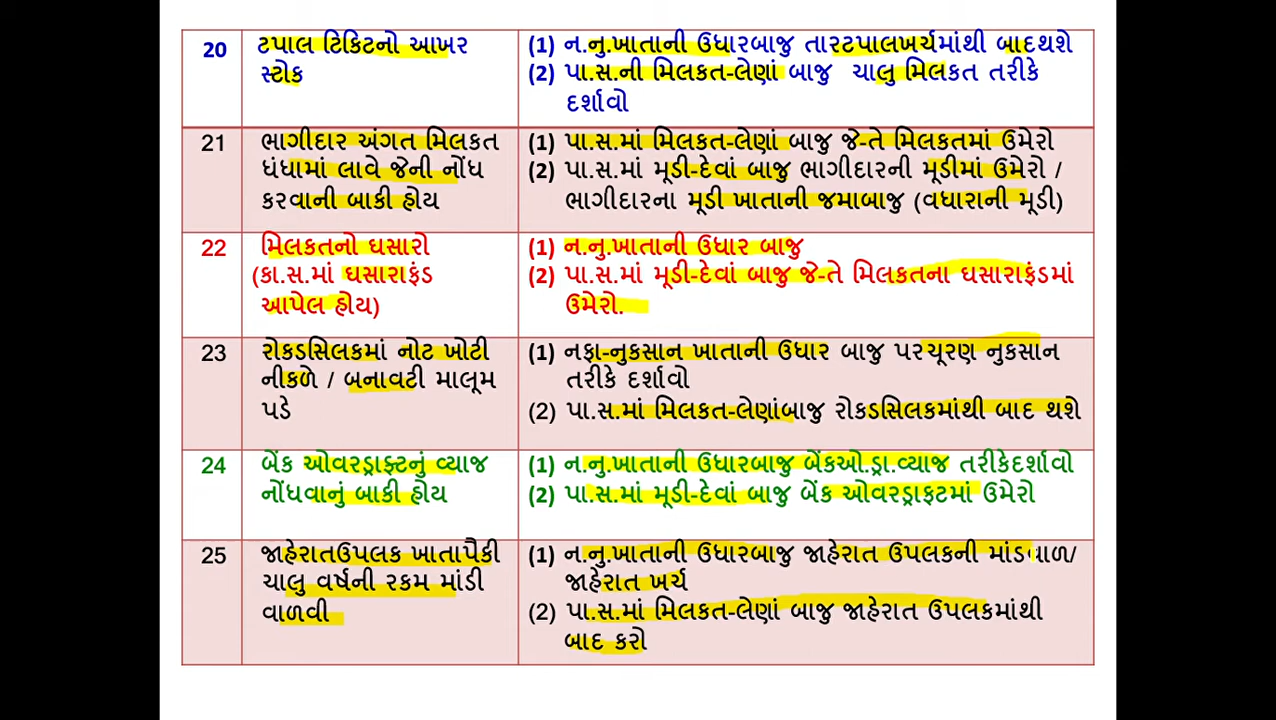 20
ટપાલ ટિકિટનો આખર
સ્ટોક
(1) ન.નુ.ખાતાની ઉધારબાજુ તારટપાલખર્ચમાંથી બાદથશે
(2) પા.સ.ની મિલકત-લેણાં બાજુ ચાલુ મિલકત તરીકે
દર્શાવો
21
ભાગીદાર અંગત મિલકત
ધંધામાં લાવે જેની નોંધ
કરવાની બાકી હોય
(1) પા.સ.માં મિલકત-લેણાં બાજુ જે-તે મિલકતમાં ઉમેરો
(2) પા.સ.માં મૂડી-દેવાં બાજુ ભાગીદારની મૂડીમાં ઉમેરો /
ભાગીદારના મૂડી ખાતાની જમાબાજુ (વધારાની મૂડી)
22
મિલકતનો ઘસારો
(કા.સ.માં ઘસારાફંડ
આપેલ હોય)
(1) ન.નુ.ખાતાની ઉધાર બાજુ
(2) પા.સ.માં મૂડી-દેવાં બાજુ જે-તે મિલકતના ઘસારાફંડમાં
ઉમેરો.
23
રોકડસિલકમાં નોટ ખોટી
નીકળે / બનાવટી માલૂમ
પડે
(1) નફા-નુકસાન ખાતાની ઉધાર બાજુ પરચૂરણ નુકસાન
તરીકે દર્શાવો
(2) પા.સ.માં મિલકત-લેણાંબાજુ રોકડસિલકમાંથી બાદ થશે
24
બેંક ઓવરડ્રાફ્ટનું વ્યાજ
નોંધવાનું બાકી હોય
(1) ન.નુ.ખાતાની ઉધારબાજુ બેંકઓ.ડ્રા.વ્યાજ તરીકેદર્શાવો
(2) પા.સ.માં મૂડી-દેવાં બાજુ બેંક ઓવરડ્રાફટમાં ઉમેરો
25
જાહેરાતઉપલક ખાતાપૈકી
ચાલુ વર્ષની રકમ માંડી
વાળવી
(1) ન.નુ.ખાતાની ઉધારબાજુ જાહેરાત ઉપલકની માંડવાળ/
જાહેરાત ખર્ચ
(2) પા.સ.માં મિલકત-લેણાં બાજુ જાહેરાત ઉપલકમાંથી
બાદ કરો